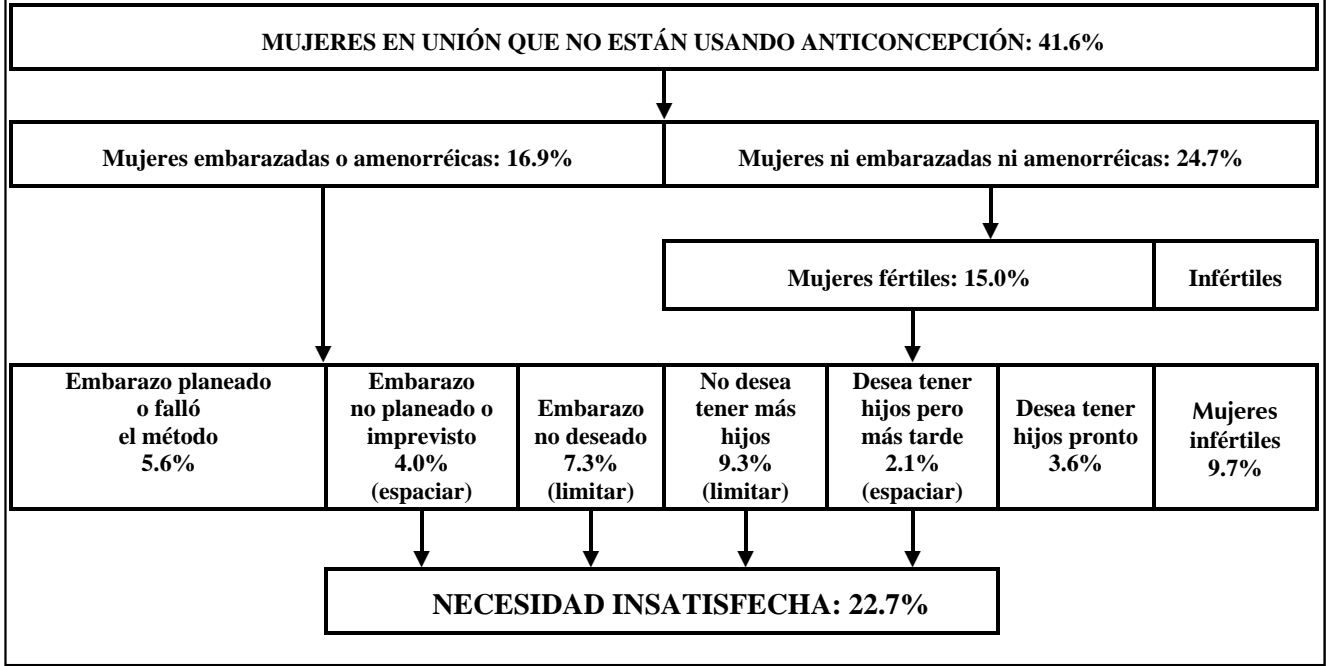 MUJERES EN UNIÓN QUE NO ESTÁN USANDO ANTICONCEPCIÓN: 41.6%
Mujeres embarazadas o amenorréicas: 16.9%
Mujeres ni embarazadas ni amenorréicas: 24.7%
Mujeres fértiles: 15.0%
Infértiles
Embarazo planeado
o falló
el método
5.6%
Embarazo
no planeado o
imprevisto
4.0%
(espaciar)
Embarazo
no deseado
7.3%
(limitar)
No desea
tener más
hijos
9.3%
(limitar)
Desea tener
hijos pero
más tarde
2.1%
(espaciar)
Desea tener
hijos pronto
3.6%
Mujeres
infértiles
9.7%
NECESIDAD INSATISFECHA: 22.7%